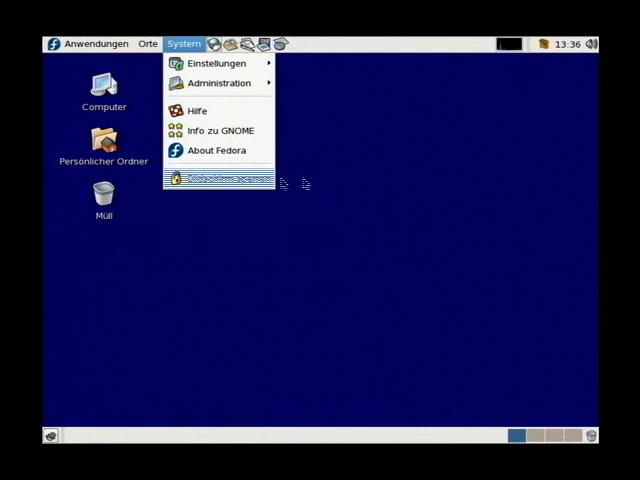 Anwendungen Orte System 13:36
Einstellungen
Administration
Hilfe
Info zu GNOME
About Fedora
Computer
Persönlicher Ordner
Müll